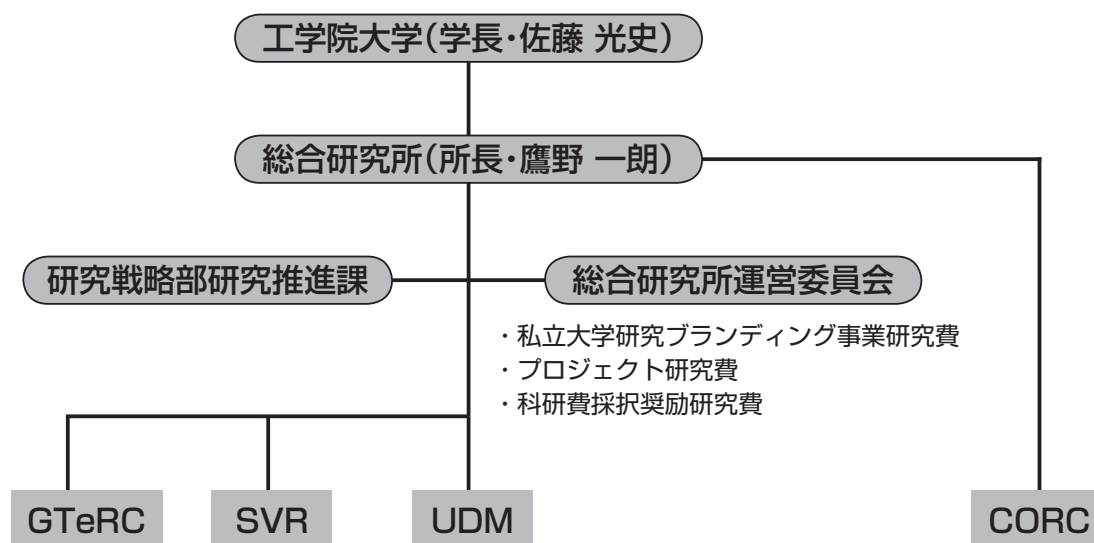 工学院大学(学長・佐藤 光史)
総合研究所(所長・鷹野 一朗)
研究戦略部研究推進課
総合研究所運営委員会
・私立大学研究ブランディング事業研究費
・プロジェクト研究費
・科研費採択奨励研究費
GTeRC
SVR
UDM
CORC